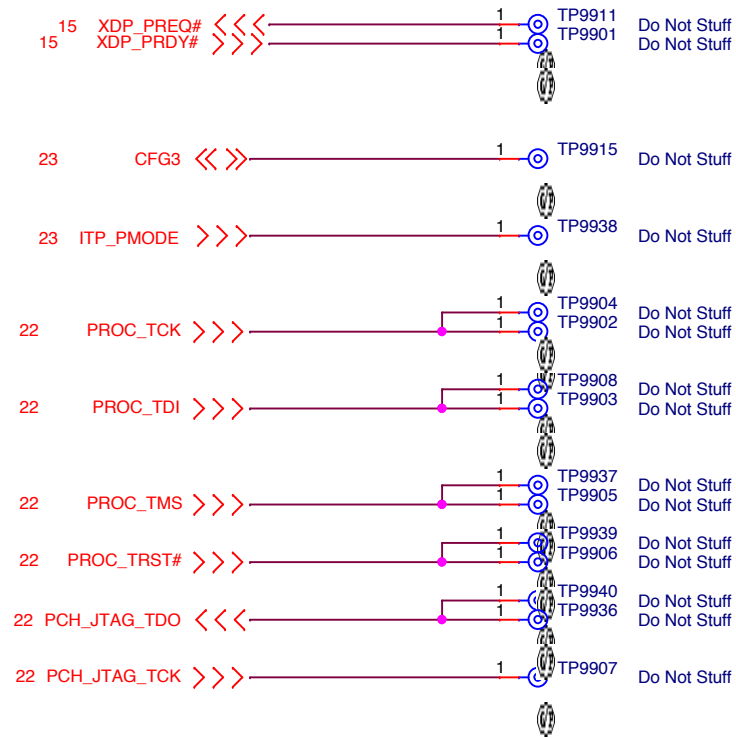 15 XDP_PREQ# 1 TP9911 Do Not Stuff
15 XDP_PRDY# 1 TP9901 Do Not Stuff
23 CFG3 1 TP9915 Do Not Stuff
23 ITP_PMODE 1 TP9938 Do Not Stuff
1 TP9904 Do Not Stuff
22 PROC_TCK 1 TP9902 Do Not Stuff
1 TP9908 Do Not Stuff
22 PROC_TDI 1 TP9903 Do Not Stuff
1 TP9937 Do Not Stuff
22 PROC_TMS 1 TP9905 Do Not Stuff
1 TP9939 Do Not Stuff
22 PROC_TRST# 1 TP9906 Do Not Stuff
1 TP9940 Do Not Stuff
22 PCH_JTAG_TDO 1 TP9936 Do Not Stuff
22 PCH_JTAG_TCK 1 TP9907 Do Not Stuff